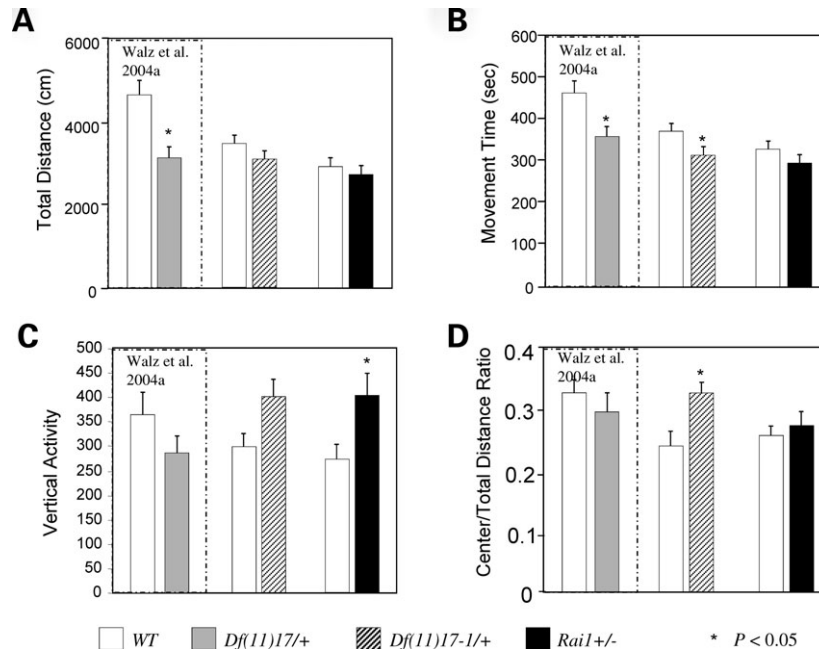 A
6000
Walz et al.
2004a
*
4000
2000
0
Total Distance (cm)
B
600
Walz et al.
2004a
500
*
400
*
300
200
100
0
Movement Time (sec)
C
500
Walz et al.
2004a
450
*
400
350
300
250
200
150
100
50
0
Vertical Activity
D
0.4
Walz et al.
2004a
*
0.3
0.2
0.1
0
Center/Total Distance Ratio
WT Df(11)17/+ Df(11)17-1/+ Rai1+/- * P < 0.05